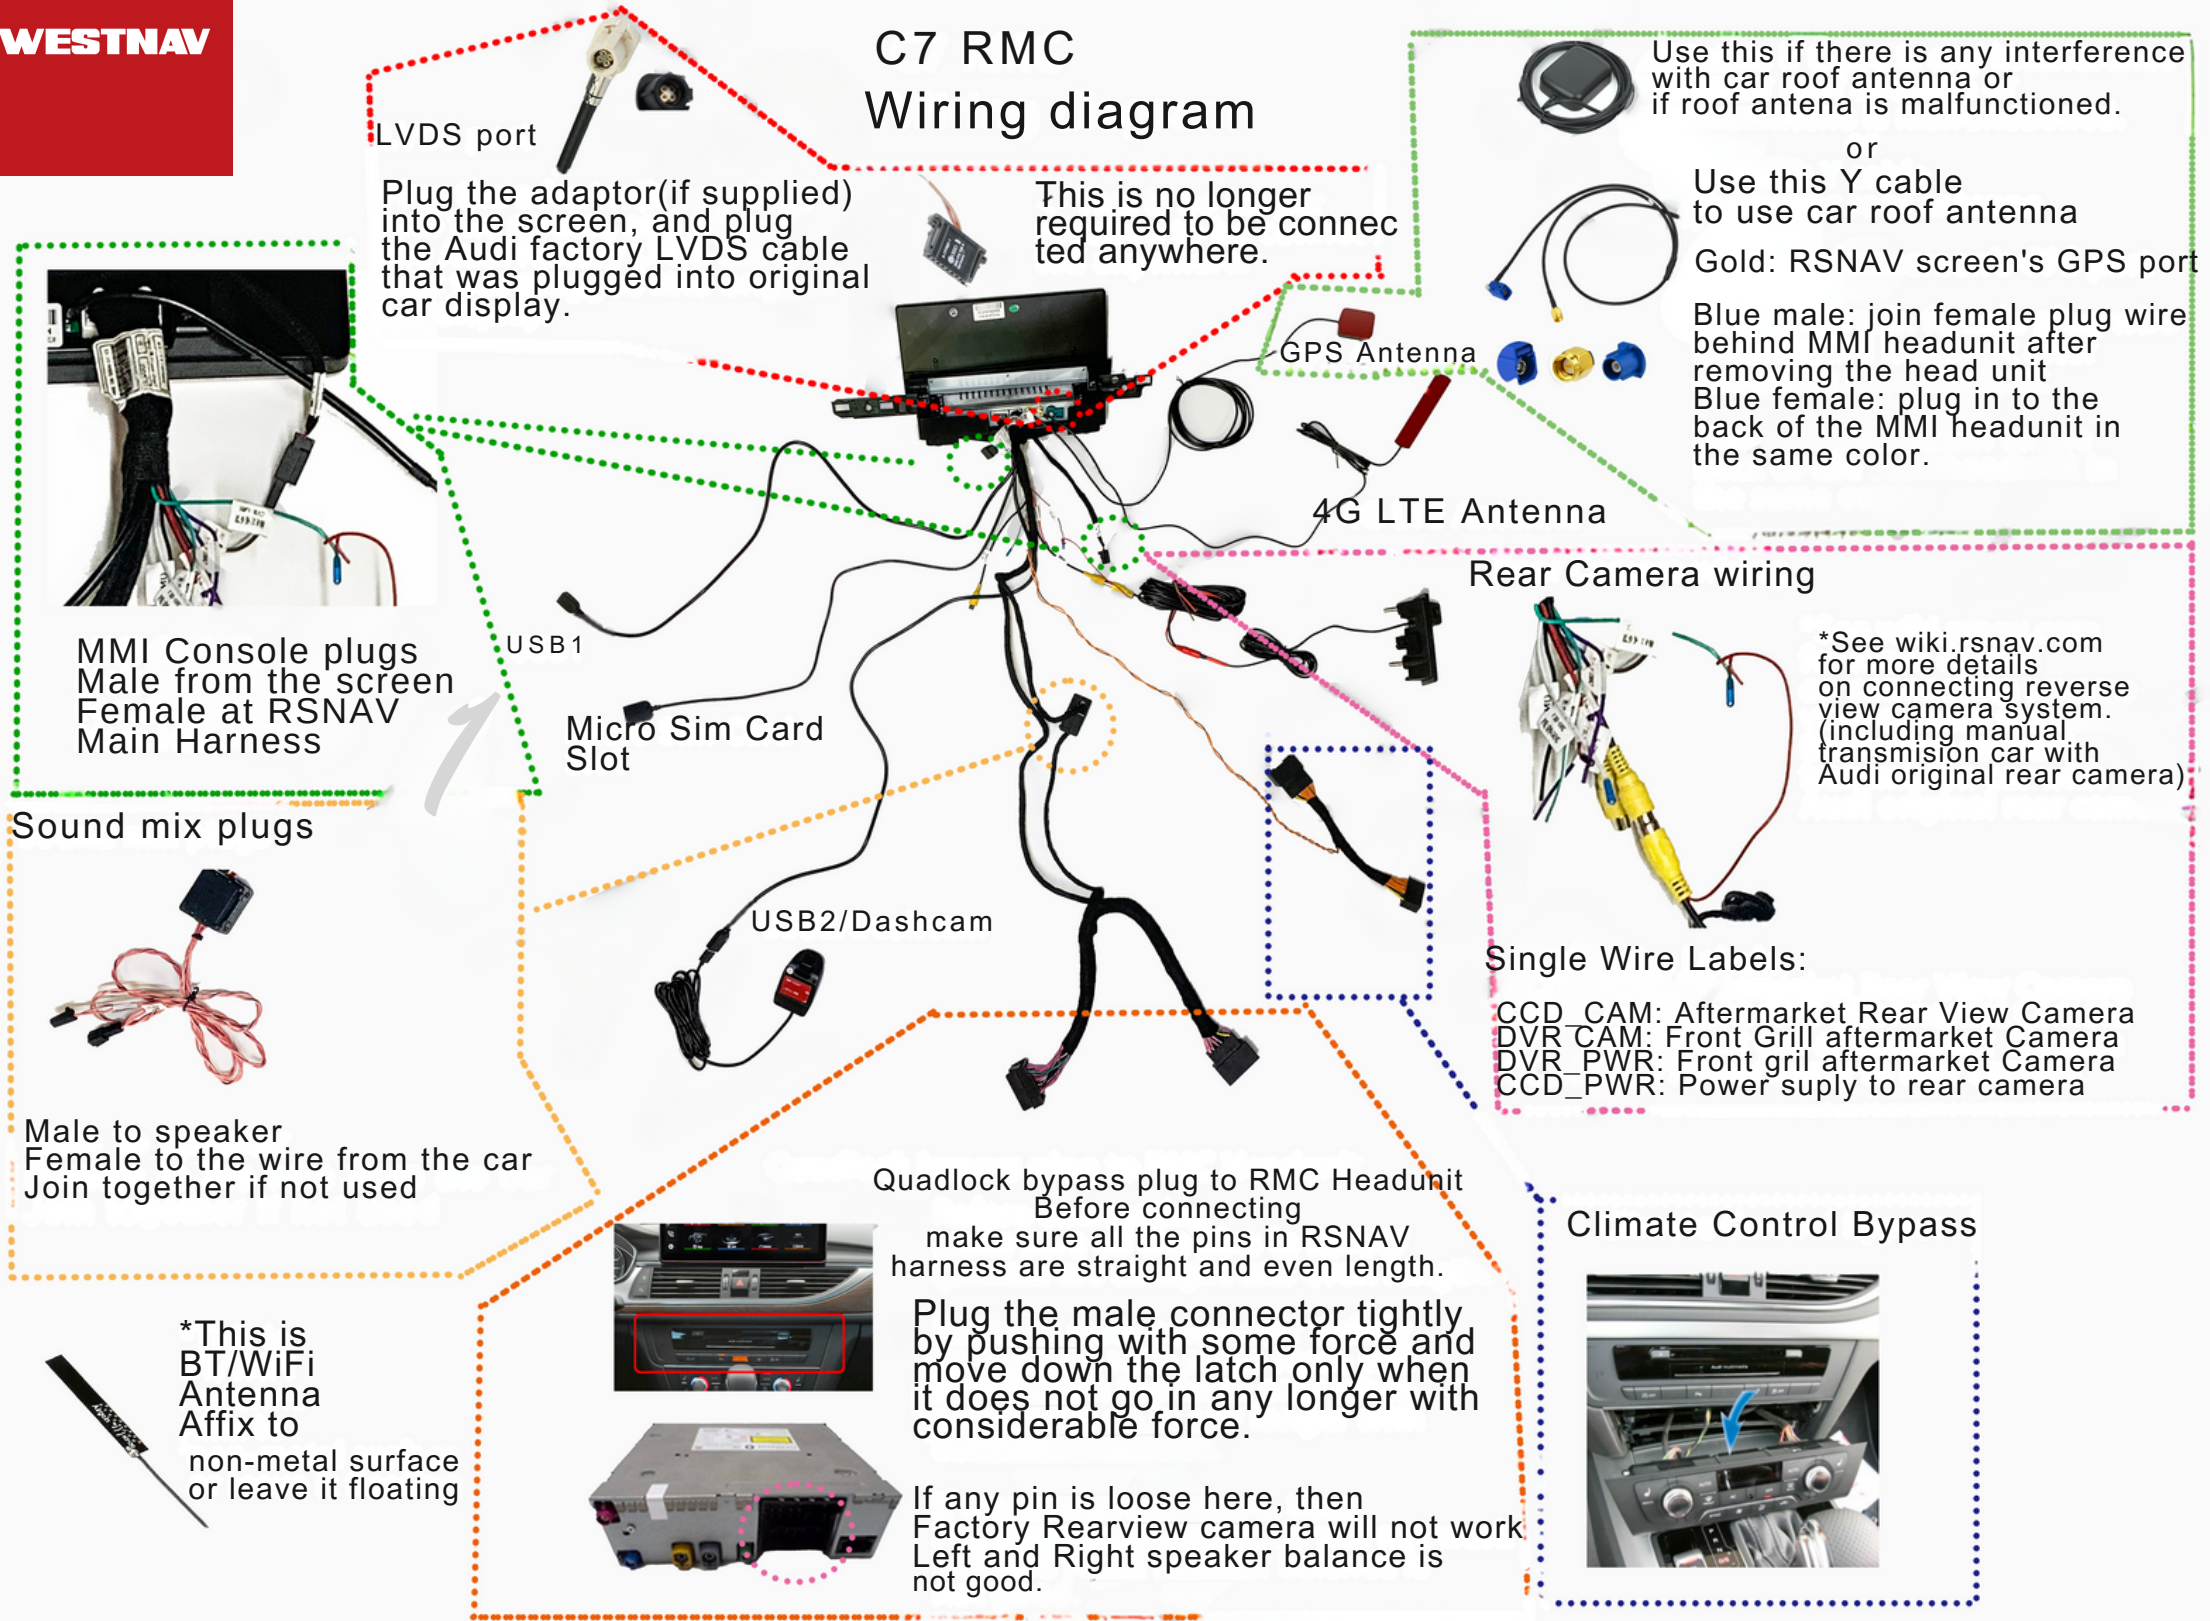 WESTNAV
C7 RMC
Wiring diagram
LVDS port
Plug the adaptor(if supplied)
into the screen, and plug
the Audi factory LVDS cable
that was plugged into original
car display.
This is no longer
required to be connec
ted anywhere.
Use this if there is any interference
with car roof antenna or
if roof antena is malfunctioned.
or
Use this Y cable
to use car roof antenna
Gold: RSNAV screen's GPS port
Blue male: join female plug wire
behind MMI headunit after
removing the head unit
Blue female: plug in to the
back of the MMI headunit in
the same color.
GPS Antenna
4G LTE Antenna
MMI Console plugs
Male from the screen
Female at RSNAV
Main Harness
1
USB1
Micro Sim Card
Slot
USB2/Dashcam
Rear Camera wiring
*See wiki.rsnav.com
for more details
on connecting reverse
view camera system.
(including manual
transmision car with
Audi original rear camera)
Single Wire Labels:
CCD_CAM: Aftermarket Rear View Camera
DVR CAM: Front Grill aftermarket Camera
DVR_PWR: Front gril aftermarket Camera
CCD_PWR: Power suply to rear camera
Sound mix plugs
Male to speaker
Female to the wire from the car
Join together if not used
*This is
BT/WiFi
Antenna
Affix to
non-metal surface
or leave it floating
Quadlock bypass plug to RMC Headunit
Before connecting
make sure all the pins in RSNAV
harness are straight and even length.
Plug the male connector tightly
by pushing with some force and
move down the latch only when
it does not go in any longer with
considerable force.
If any pin is loose here, then
Factory Rearview camera will not work
Left and Right speaker balance is
not good.
Climate Control Bypass